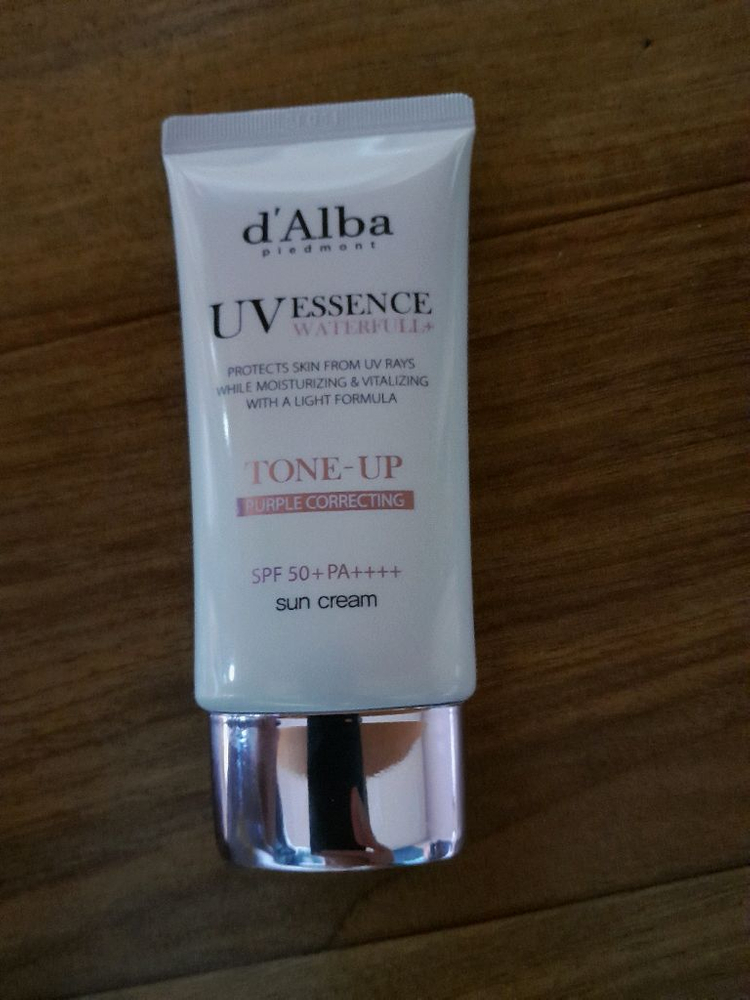 d'Alba
piedmont
UV ESSENCE
WATERFULL+
PROTECTS SKIN FROM UV RAYS
WHILE MOISTURIZING & VITALIZING
WITH A LIGHT FORMULA
TONE-UP
PURPLE CORRECTING
SPF 50+ PA++++
sun cream